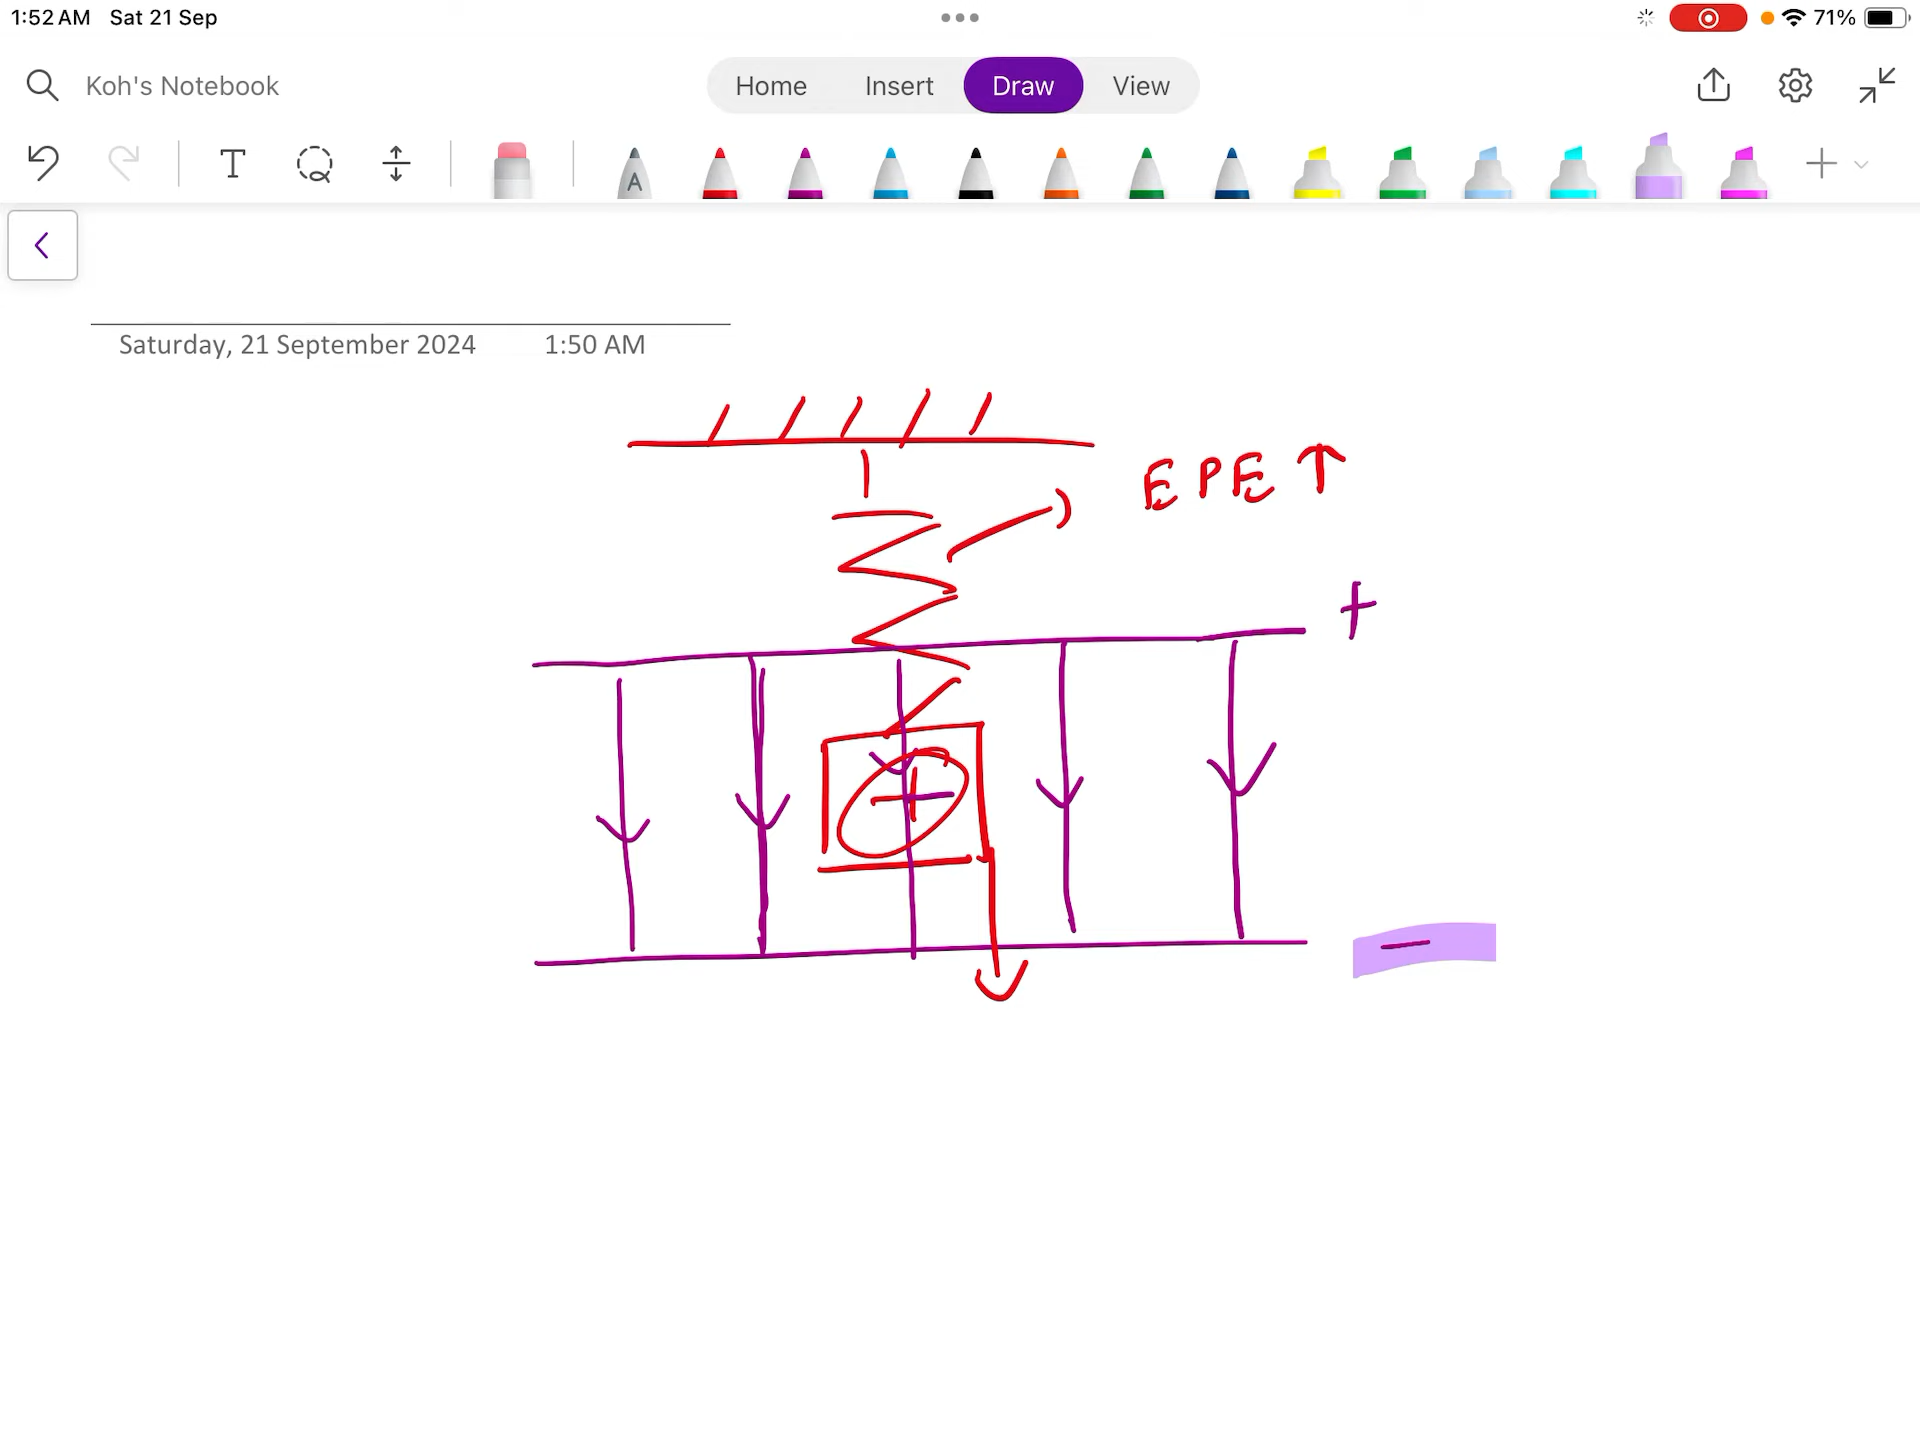 1:52 AM Sat 21 Sep
71%
Koh's Notebook
Home Insert Draw View
T
A
Saturday, 21 September 2024 1:50 AM
EPE ↑
+
+
−